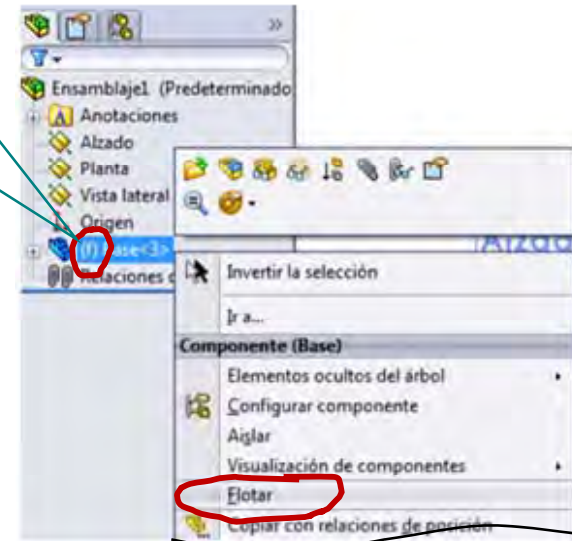 Ensamblaje1 (Predeterminado
Anotaciones
Alzado
Planta
Vista lateral
Origen
(f) Base<3>
Relaciones d
Alzad
Invertir la selección
Ir a...
Componente (Base)
Elementos ocultos del árbol
Configurar componente
Aislar
Visualización de componentes
Flotar
Copiar con relaciones de posición